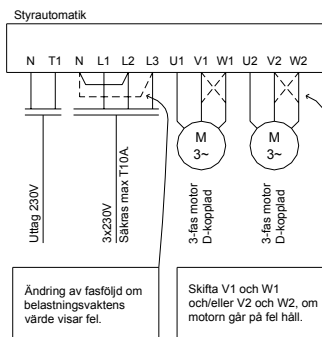 Styrautomatik
N T1 N L1 L2 L3 U1 V1 W1 U2 V2 W2
M
3~
M
3~
Uttag 230V
3x230V
Säkras max T10A.
3-fas motor
D-kopplad
3-fas motor
D-kopplad
Ändring av fasföljd om
belastningsvaktens
värde visar fel.
Skifta V1 och W1
och/eller V2 och W2, om
motorn går på fel håll.